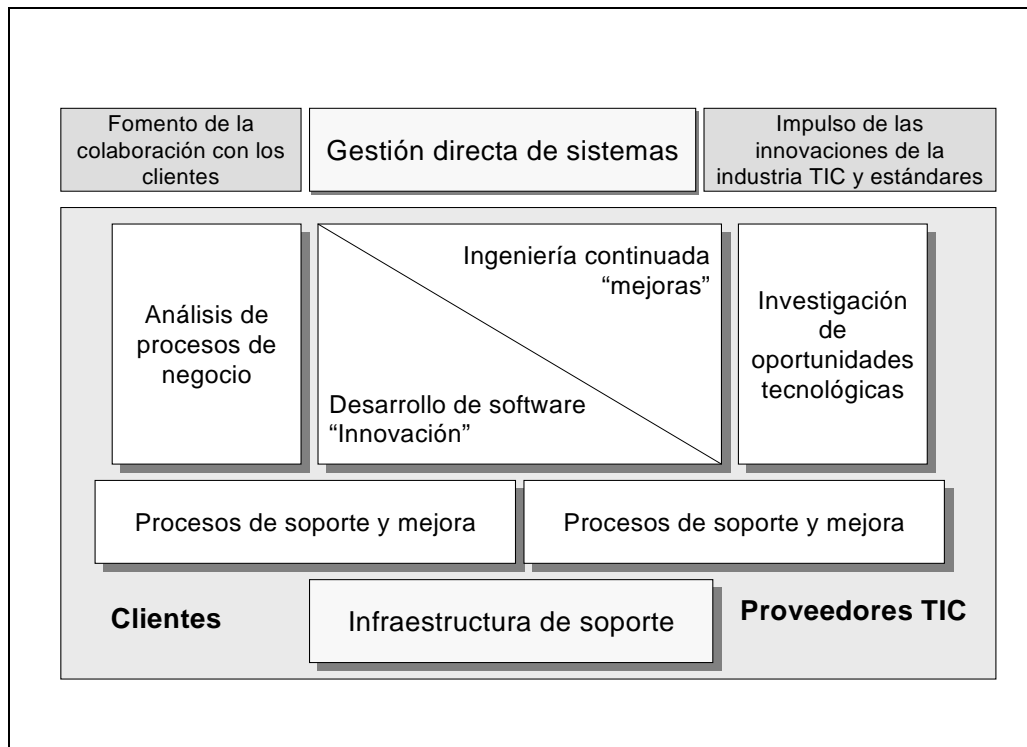 Fomento de la
colaboración con los
clientes
Gestión directa de sistemas
Impulso de las
innovaciones de la
industria TIC y estándares
Análisis de
procesos de
negocio
Ingeniería continuada
“mejoras”
Desarrollo de software
“Innovación”
Investigación
de
oportunidades
tecnológicas
Procesos de soporte y mejora
Procesos de soporte y mejora
Clientes
Infraestructura de soporte
Proveedores TIC